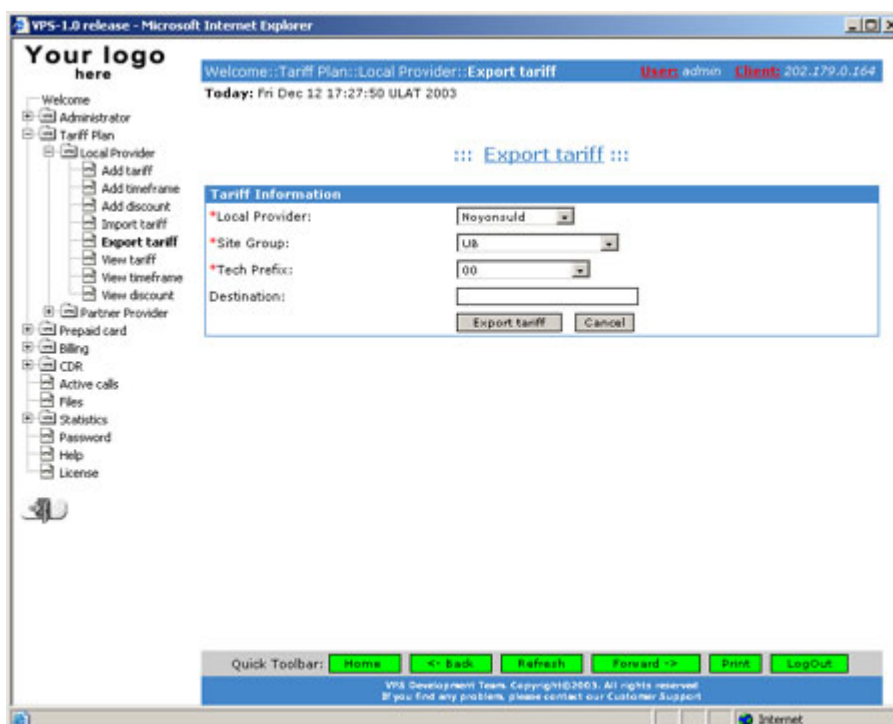 VPS-1.0 release - Microsoft Internet Explorer
Your logo
here
Welcome
Administrator
Tariff Plan
Local Provider
Add tariff
Add timeframe
Add discount
Import tariff
Export tariff
View tariff
View timeframe
View discount
Partner Provider
Prepaid card
Billing
CDR
Active calls
Files
Statistics
Password
Help
License
Welcome::Tariff Plan::Local Provider::Export tariff User: admin Client: 202.179.0.164
Today: Fri Dec 12 17:27:50 ULAT 2003
::: Export tariff :::
Tariff Information
*Local Provider: Noyonsuld
*Site Group: UB
*Tech Prefix: 00
Destination:
Export tariff Cancel
Quick Toolbar: Home <- Back Refresh Forward -> Print LogOut
VPS Development Team. Copyright©2003. All rights reserved
If you find any problem, please contact our Customer Support
Internet